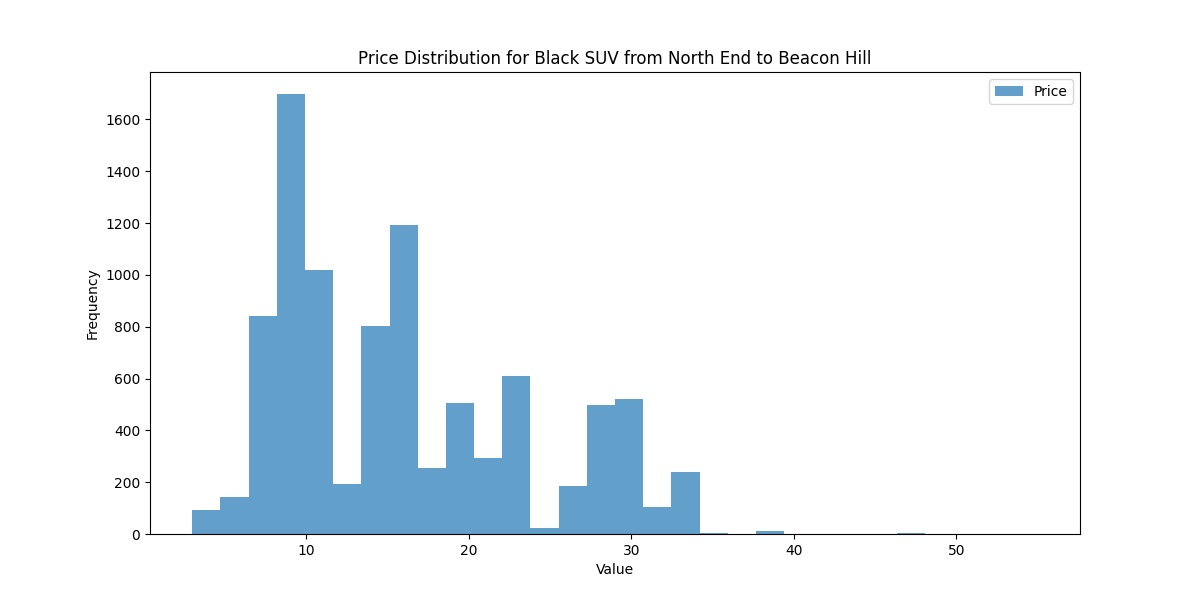 Price Distribution for Black SUV from North End to Beacon Hill
Price
1600
1400
1200
1000
800
600
400
200
0
Frequency
10 20 30 40 50
Value